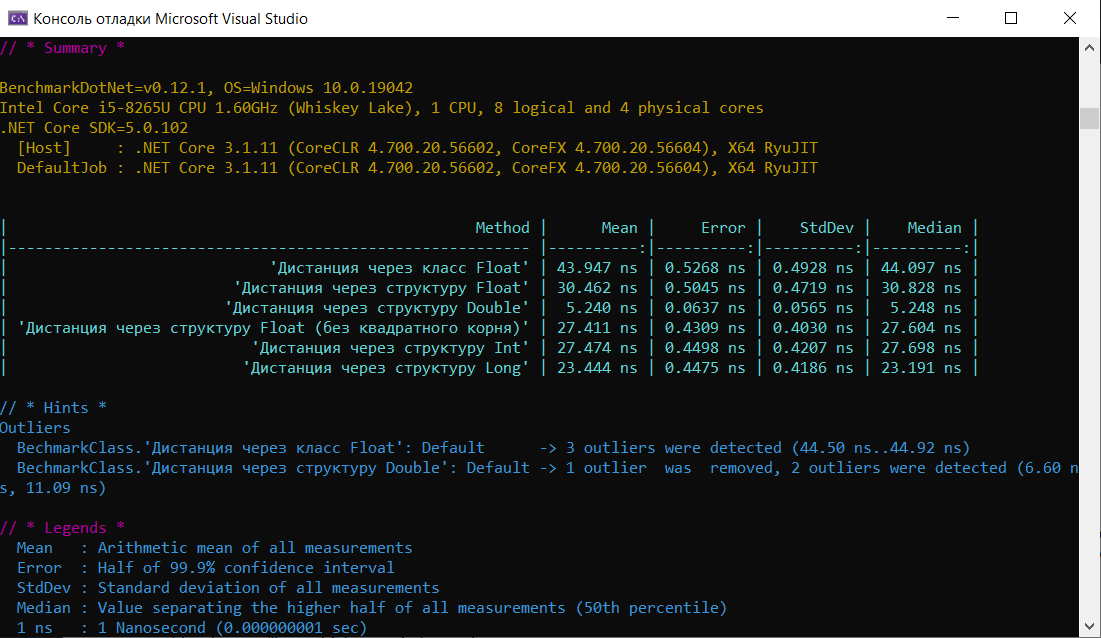 Консоль отладки Microsoft Visual Studio
// * Summary *
BenchmarkDotNet=v0.12.1, OS=Windows 10.0.19042
Intel Core i5-8265U CPU 1.60GHz (Whiskey Lake), 1 CPU, 8 logical and 4 physical cores
.NET Core SDK=5.0.102
  [Host]     : .NET Core 3.1.11 (CoreCLR 4.700.20.56602, CoreFX 4.700.20.56604), X64 RyuJIT
  DefaultJob : .NET Core 3.1.11 (CoreCLR 4.700.20.56602, CoreFX 4.700.20.56604), X64 RyuJIT
|                                                    Method |      Mean |     Error |    StdDev |    Median |
|---------------------------------------------------------- |----------:|----------:|----------:|----------:|
|                             'Дистанция через класс Float' | 43.947 ns | 0.5268 ns | 0.4928 ns | 44.097 ns |
|                         'Дистанция через структуру Float' | 30.462 ns | 0.5045 ns | 0.4719 ns | 30.828 ns |
|                        'Дистанция через структуру Double' |  5.240 ns | 0.0637 ns | 0.0565 ns |  5.248 ns |
| 'Дистанция через структуру Float (без квадратного корня)' | 27.411 ns | 0.4309 ns | 0.4030 ns | 27.604 ns |
|                           'Дистанция через структуру Int' | 27.474 ns | 0.4498 ns | 0.4207 ns | 27.698 ns |
|                          'Дистанция через структуру Long' | 23.444 ns | 0.4475 ns | 0.4186 ns | 23.191 ns |
// * Hints *
Outliers
  BechmarkClass.'Дистанция через класс Float': Default      -> 3 outliers were detected (44.50 ns..44.92 ns)
  BechmarkClass.'Дистанция через структуру Double': Default -> 1 outlier  was  removed, 2 outliers were detected (6.60 n
s, 11.09 ns)
// * Legends *
  Mean   : Arithmetic mean of all measurements
  Error  : Half of 99.9% confidence interval
  StdDev : Standard deviation of all measurements
  Median : Value separating the higher half of all measurements (50th percentile)
  1 ns   : 1 Nanosecond (0.000000001 sec)